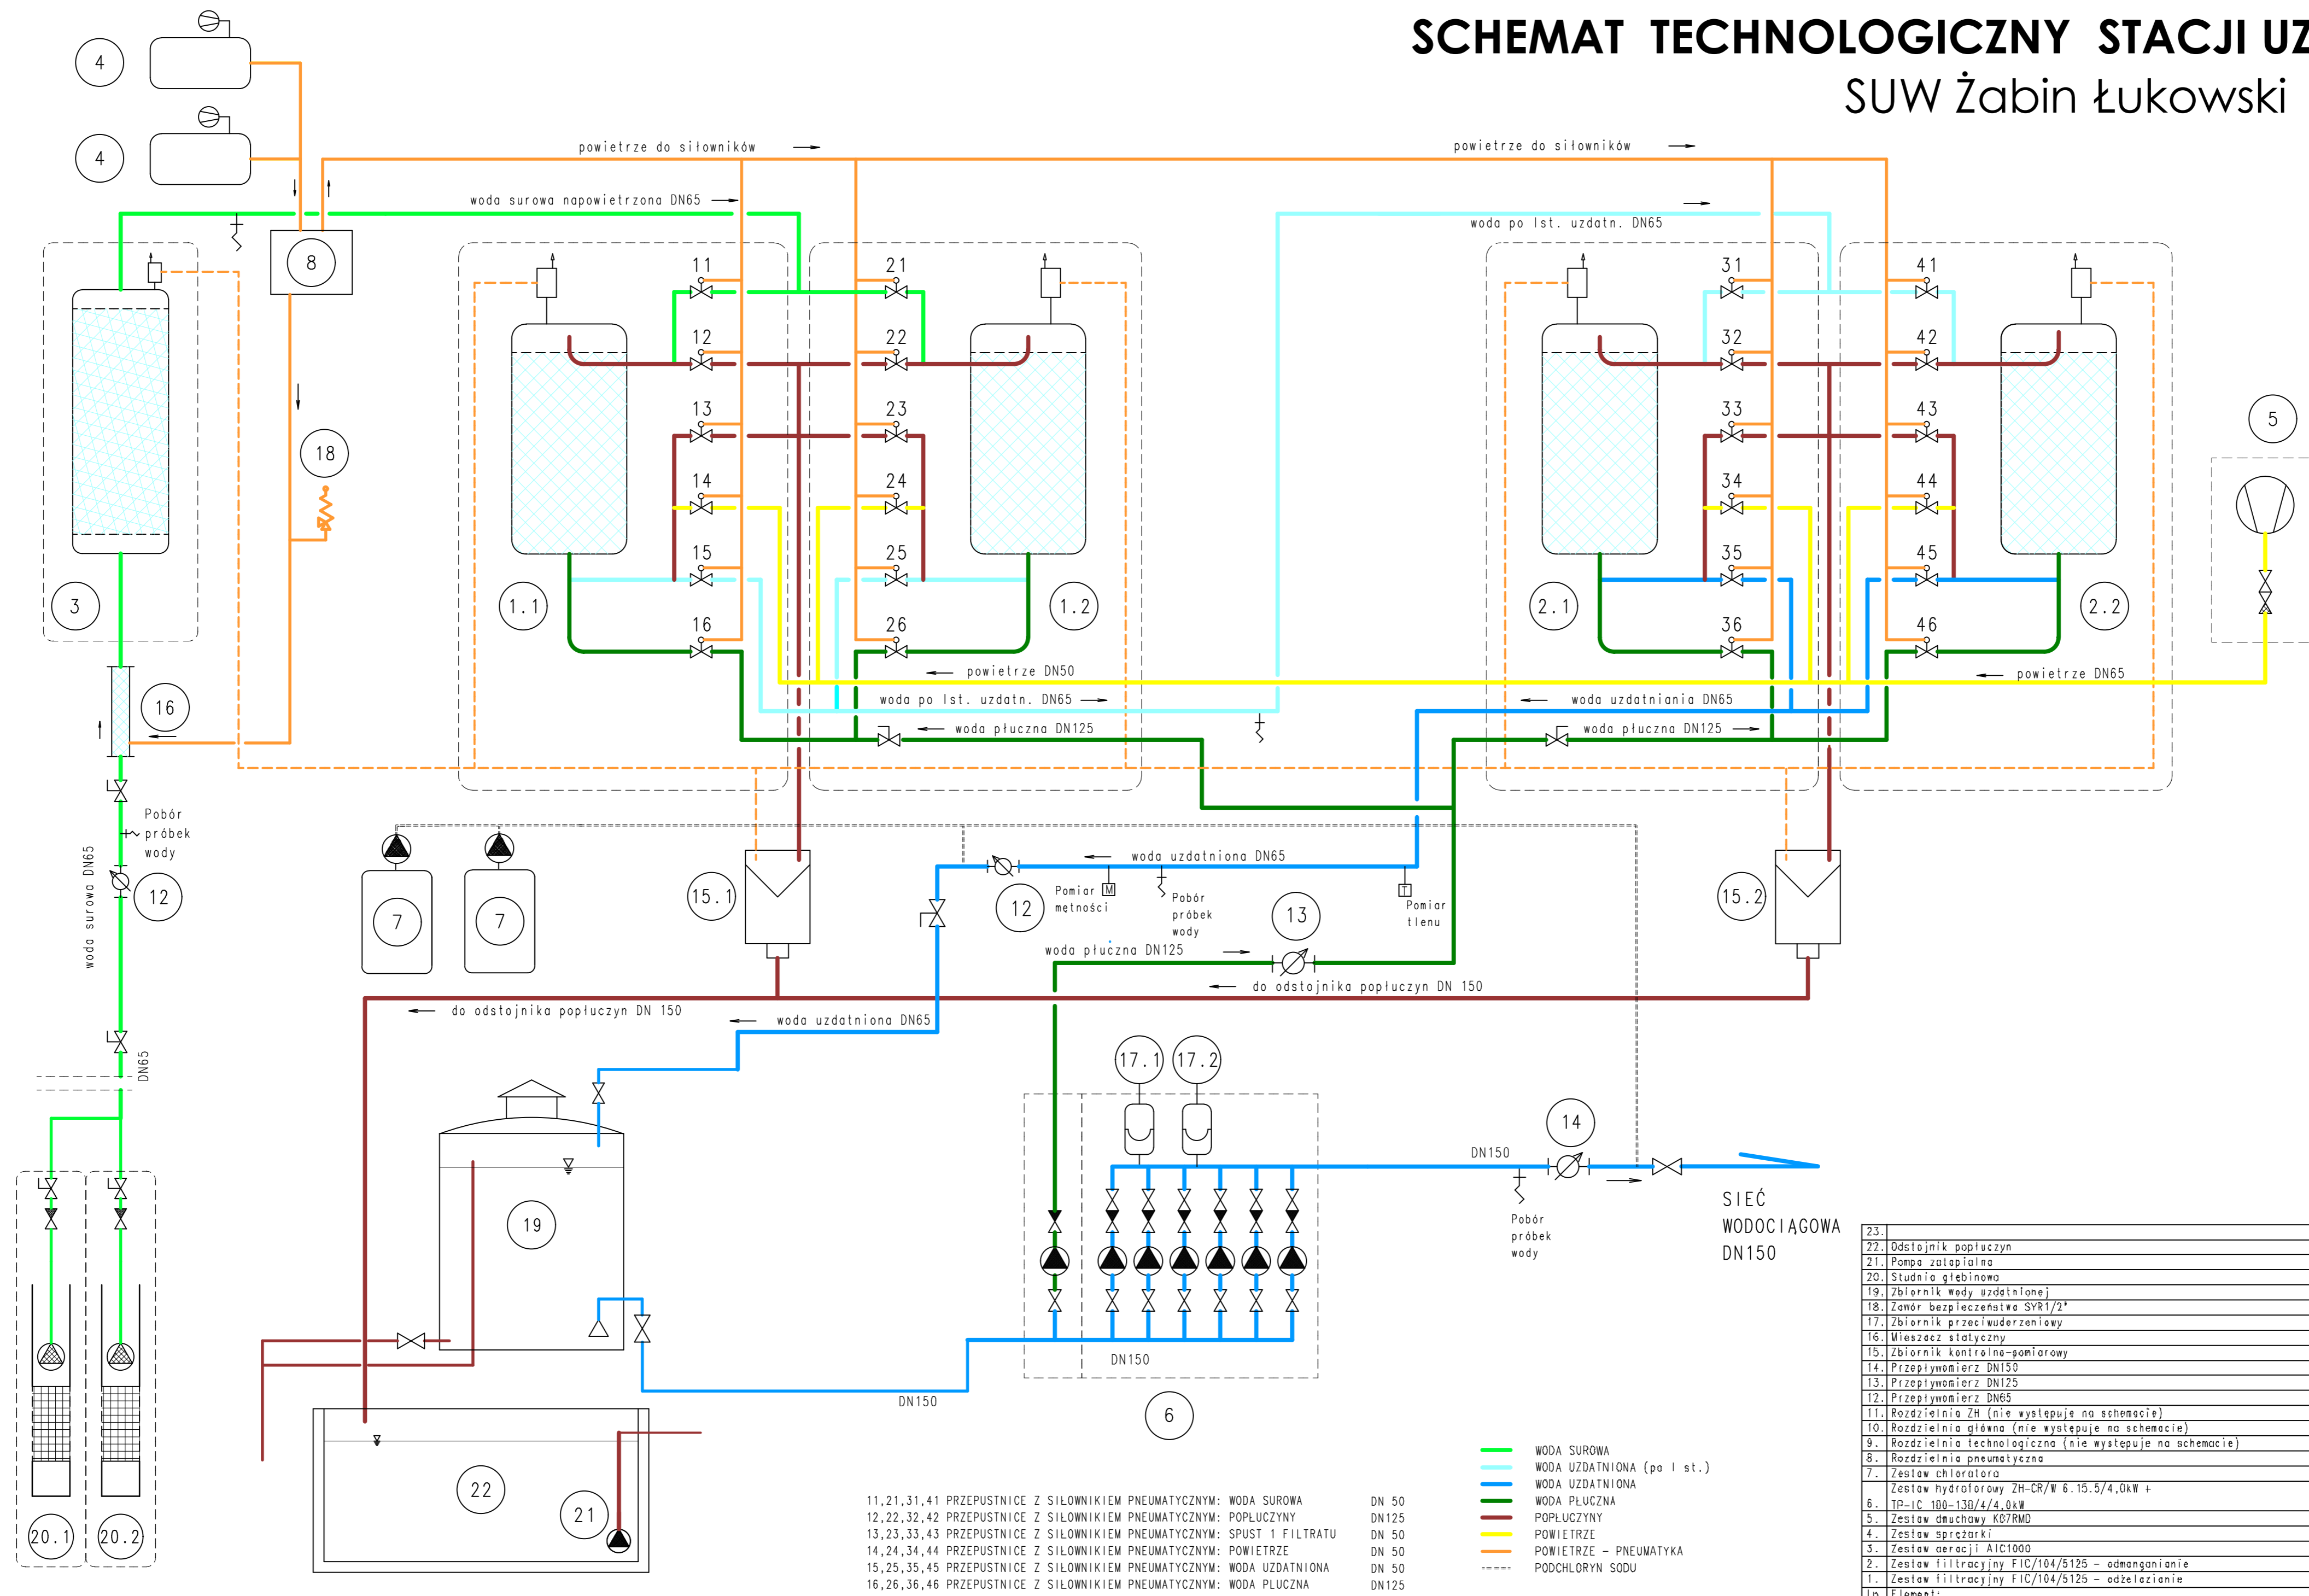 SCHEMAT TECHNOLOGICZNY STACJI UZ
SUW Żabin Łukowski
4
4
powietrze do siłowników
powietrze do siłowników
woda surowa napowietrzona DN65
woda po Ist. uzdatn. DN65
8
11
21
31
41
12
22
32
42
13
23
33
43
5
18
14
24
34
44
15
25
35
45
3
1.1
1.2
2.1
2.2
16
26
36
46
powietrze DN50
powietrze DN65
16
woda po Ist. uzdatn. DN65
woda uzdatniania DN65
woda płuczna DN125
woda płuczna DN125
Pobór
próbek
wody
woda surowa DN65
12
7
7
15.1
woda uzdatniona DN65
12
Pomiar
mętności
M
Pobór
próbek
wody
T
Pomiar
tlenu
13
15.2
woda płuczna DN125
do odstojnika popłuczyn DN 150
do odstojnika popłuczyn DN 150
woda uzdatniona DN65
DN65
17.1
17.2
14
DN150
19
Pobór
próbek
wody
SIEĆ
WODOCIĄGOWA
DN150
DN150
DN150
6
22
21
20.1
20.2
11,21,31,41 PRZEPUSTNICE Z SIŁOWNIKIEM PNEUMATYCZNYM: WODA SUROWA DN 50
12,22,32,42 PRZEPUSTNICE Z SIŁOWNIKIEM PNEUMATYCZNYM: POPŁUCZYNY DN125
13,23,33,43 PRZEPUSTNICE Z SIŁOWNIKIEM PNEUMATYCZNYM: SPUST 1 FILTRATU DN 50
14,24,34,44 PRZEPUSTNICE Z SIŁOWNIKIEM PNEUMATYCZNYM: POWIETRZE DN 50
15,25,35,45 PRZEPUSTNICE Z SIŁOWNIKIEM PNEUMATYCZNYM: WODA UZDATNIONA DN 50
16,26,36,46 PRZEPUSTNICE Z SIŁOWNIKIEM PNEUMATYCZNYM: WODA PLUCZNA DN125
WODA SUROWA
WODA UZDATNIONA (po I st.)
WODA UZDATNIONA
WODA PŁUCZNA
POPŁUCZYNY
POWIETRZE
POWIETRZE - PNEUMATYKA
PODCHLORYN SODU
23.
22. Odstojnik popłuczyn
21. Pompa zatapialna
20. Studnia głębinowa
19. Zbiornik wody uzdatnionej
18. Zawór bezpieczeństwa SYR1/2"
17. Zbiornik przeciwuderzeniowy
16. Mieszacz statyczny
15. Zbiornik kontrolno-pomiarowy
14. Przepływomierz DN150
13. Przepływomierz DN125
12. Przepływomierz DN65
11. Rozdzielnia ZH (nie występuje na schemacie)
10. Rozdzielnia główna (nie występuje na schemacie)
9. Rozdzielnia technologiczna (nie występuje na schemacie)
8. Rozdzielnia pneumatyczna
7. Zestaw chloratora
Zestaw hydroforowy ZH-CR/W 6.15.5/4,0kW +
6. TP-IC 100-130/4/4,0kW
5. Zestaw dmuchawy KD7RMD
4. Zestaw sprężarki
3. Zestaw aeracji AIC1000
2. Zestaw filtracyjny FIC/104/5125 - odmanganianie
1. Zestaw filtracyjny FIC/104/5125 - odżelazianie
Lp Element: